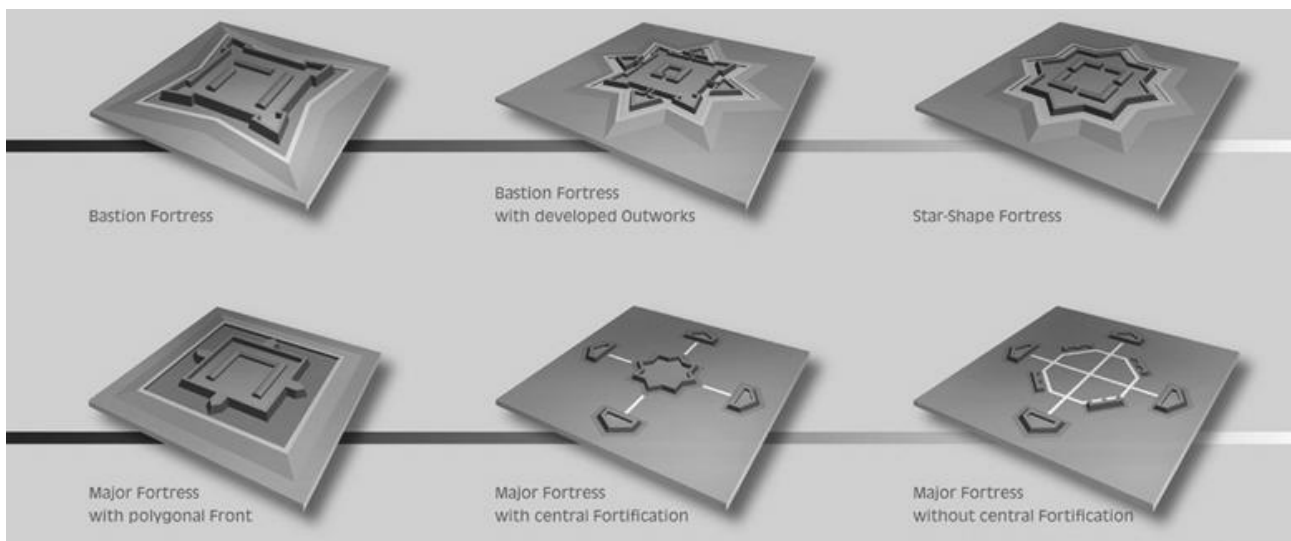 Bastion Fortress
Bastion Fortress
with developed Outworks
Star-Shape Fortress
Major Fortress
with polygonal Front
Major Fortress
with central Fortification
Major Fortress
without central Fortification